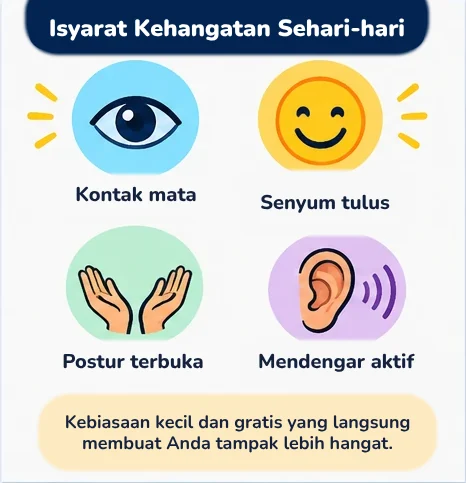 Isyarat Kehangatan Sehari-hari
Kontak mata
Senyum tulus
Postur terbuka
Mendengar aktif
Kebiasaan kecil dan gratis yang langsung
membuat Anda tampak lebih hangat.